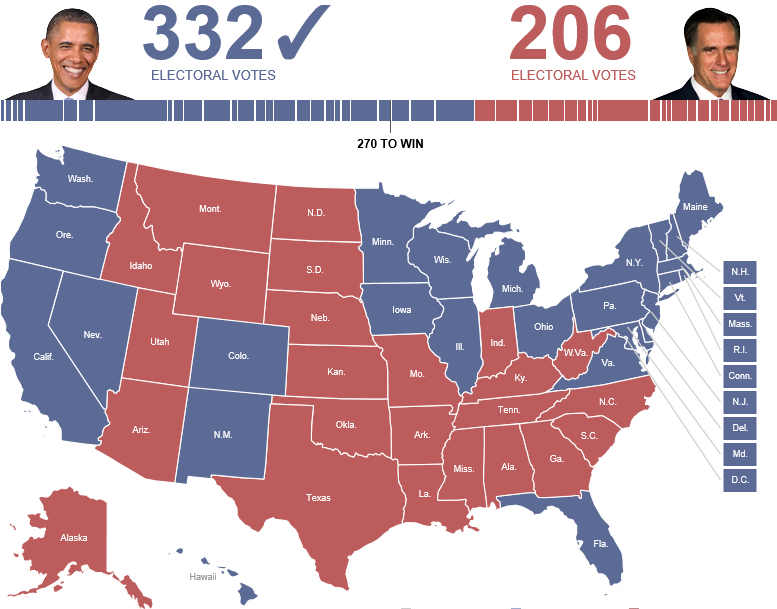 332✓ 206
ELECTORAL VOTES ELECTORAL VOTES
270 TO WIN
Wash.
Maine
Mont.
N.D.
Ore.
Minn.
N.Y.
Idaho
S.D.
Wis.
N.H.
Wyo.
Mich.
Vt.
Neb.
Iowa
Pa.
Mass.
Nev.
Ohio
Calif.
Utah
Colo.
Ill.
Ind.
R.I.
W.Va.
Va.
Kan.
Mo.
Ky.
Conn.
N.C.
N.J.
Tenn.
Ariz.
N.M.
Okla.
Ark.
S.C.
Del.
Ga.
Md.
Miss.
Ala.
D.C.
Texas
La.
Alaska
Fla.
Hawaii